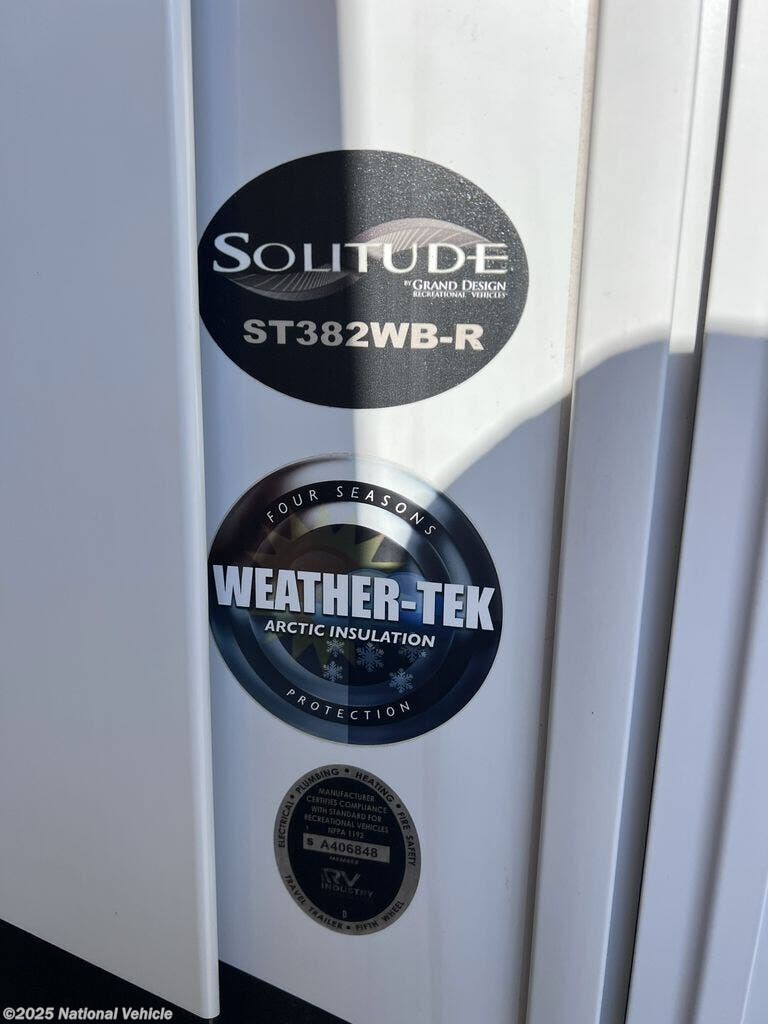 SOLITUDE
BY GRAND DESIGN
RECREATIONAL VEHICLES
ST382WB-R
FOUR SEASONS
WEATHER-TEK
ARCTIC INSULATION
PROTECTION
ELECTRICAL • PLUMBING • HEATING • FIRE SAFETY
MANUFACTURER
CERTIFIES COMPLIANCE
WITH STANDARD FOR
RECREATIONAL VEHICLES
NFPA 1192
S A406848
MEMBER
RV
INDUSTRY
D
TRAVEL TRAILER • FIFTH WHEEL
©2025 National Vehicle